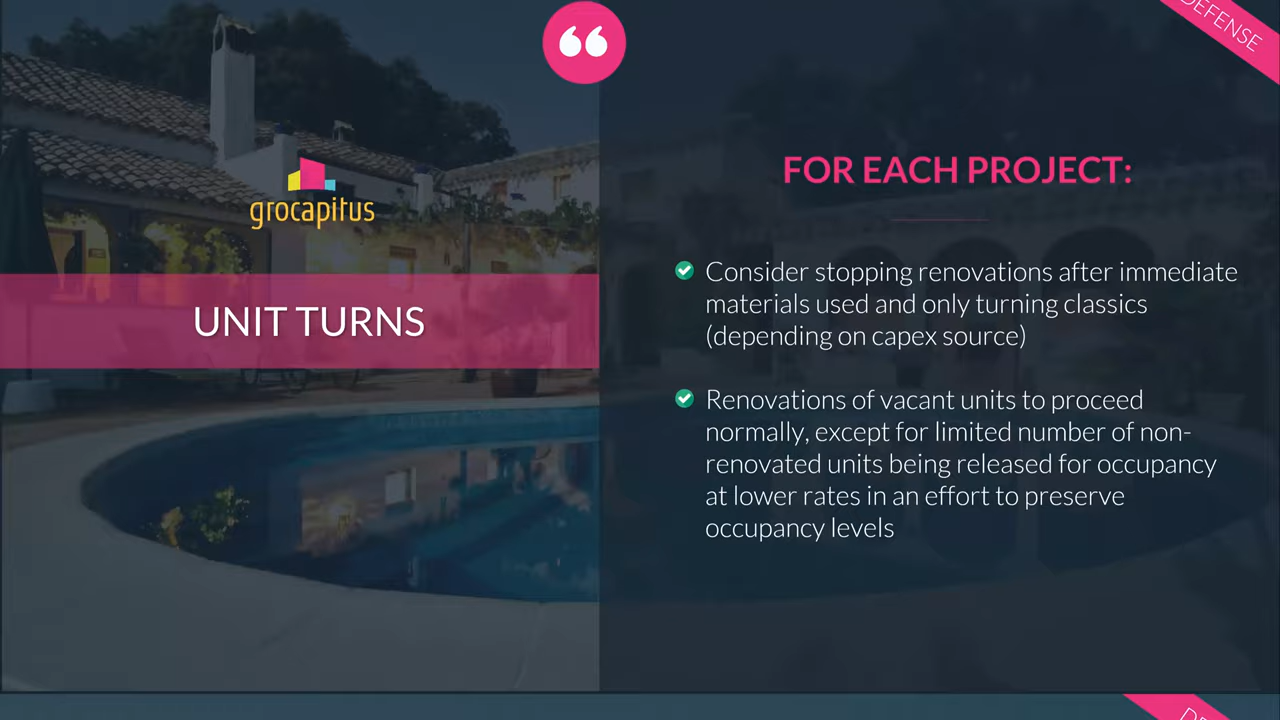 DEFENSE
grocapitus
UNIT TURNS
FOR EACH PROJECT:
Consider stopping renovations after immediate
materials used and only turning classics
(depending on capex source)
Renovations of vacant units to proceed
normally, except for limited number of non-
renovated units being released for occupancy
at lower rates in an effort to preserve
occupancy levels